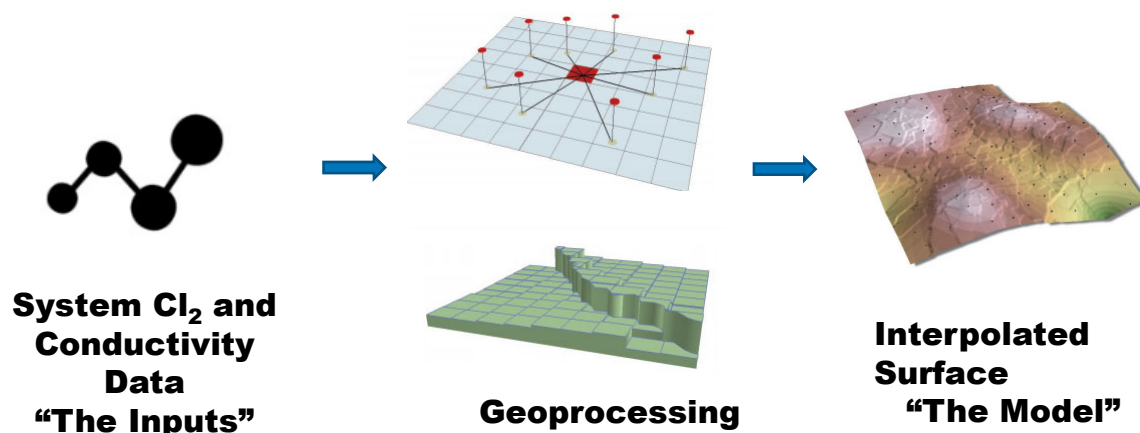 System Cl₂ and
Conductivity
Data
“The Inputs”
Geoprocessing
Interpolated
Surface
“The Model”